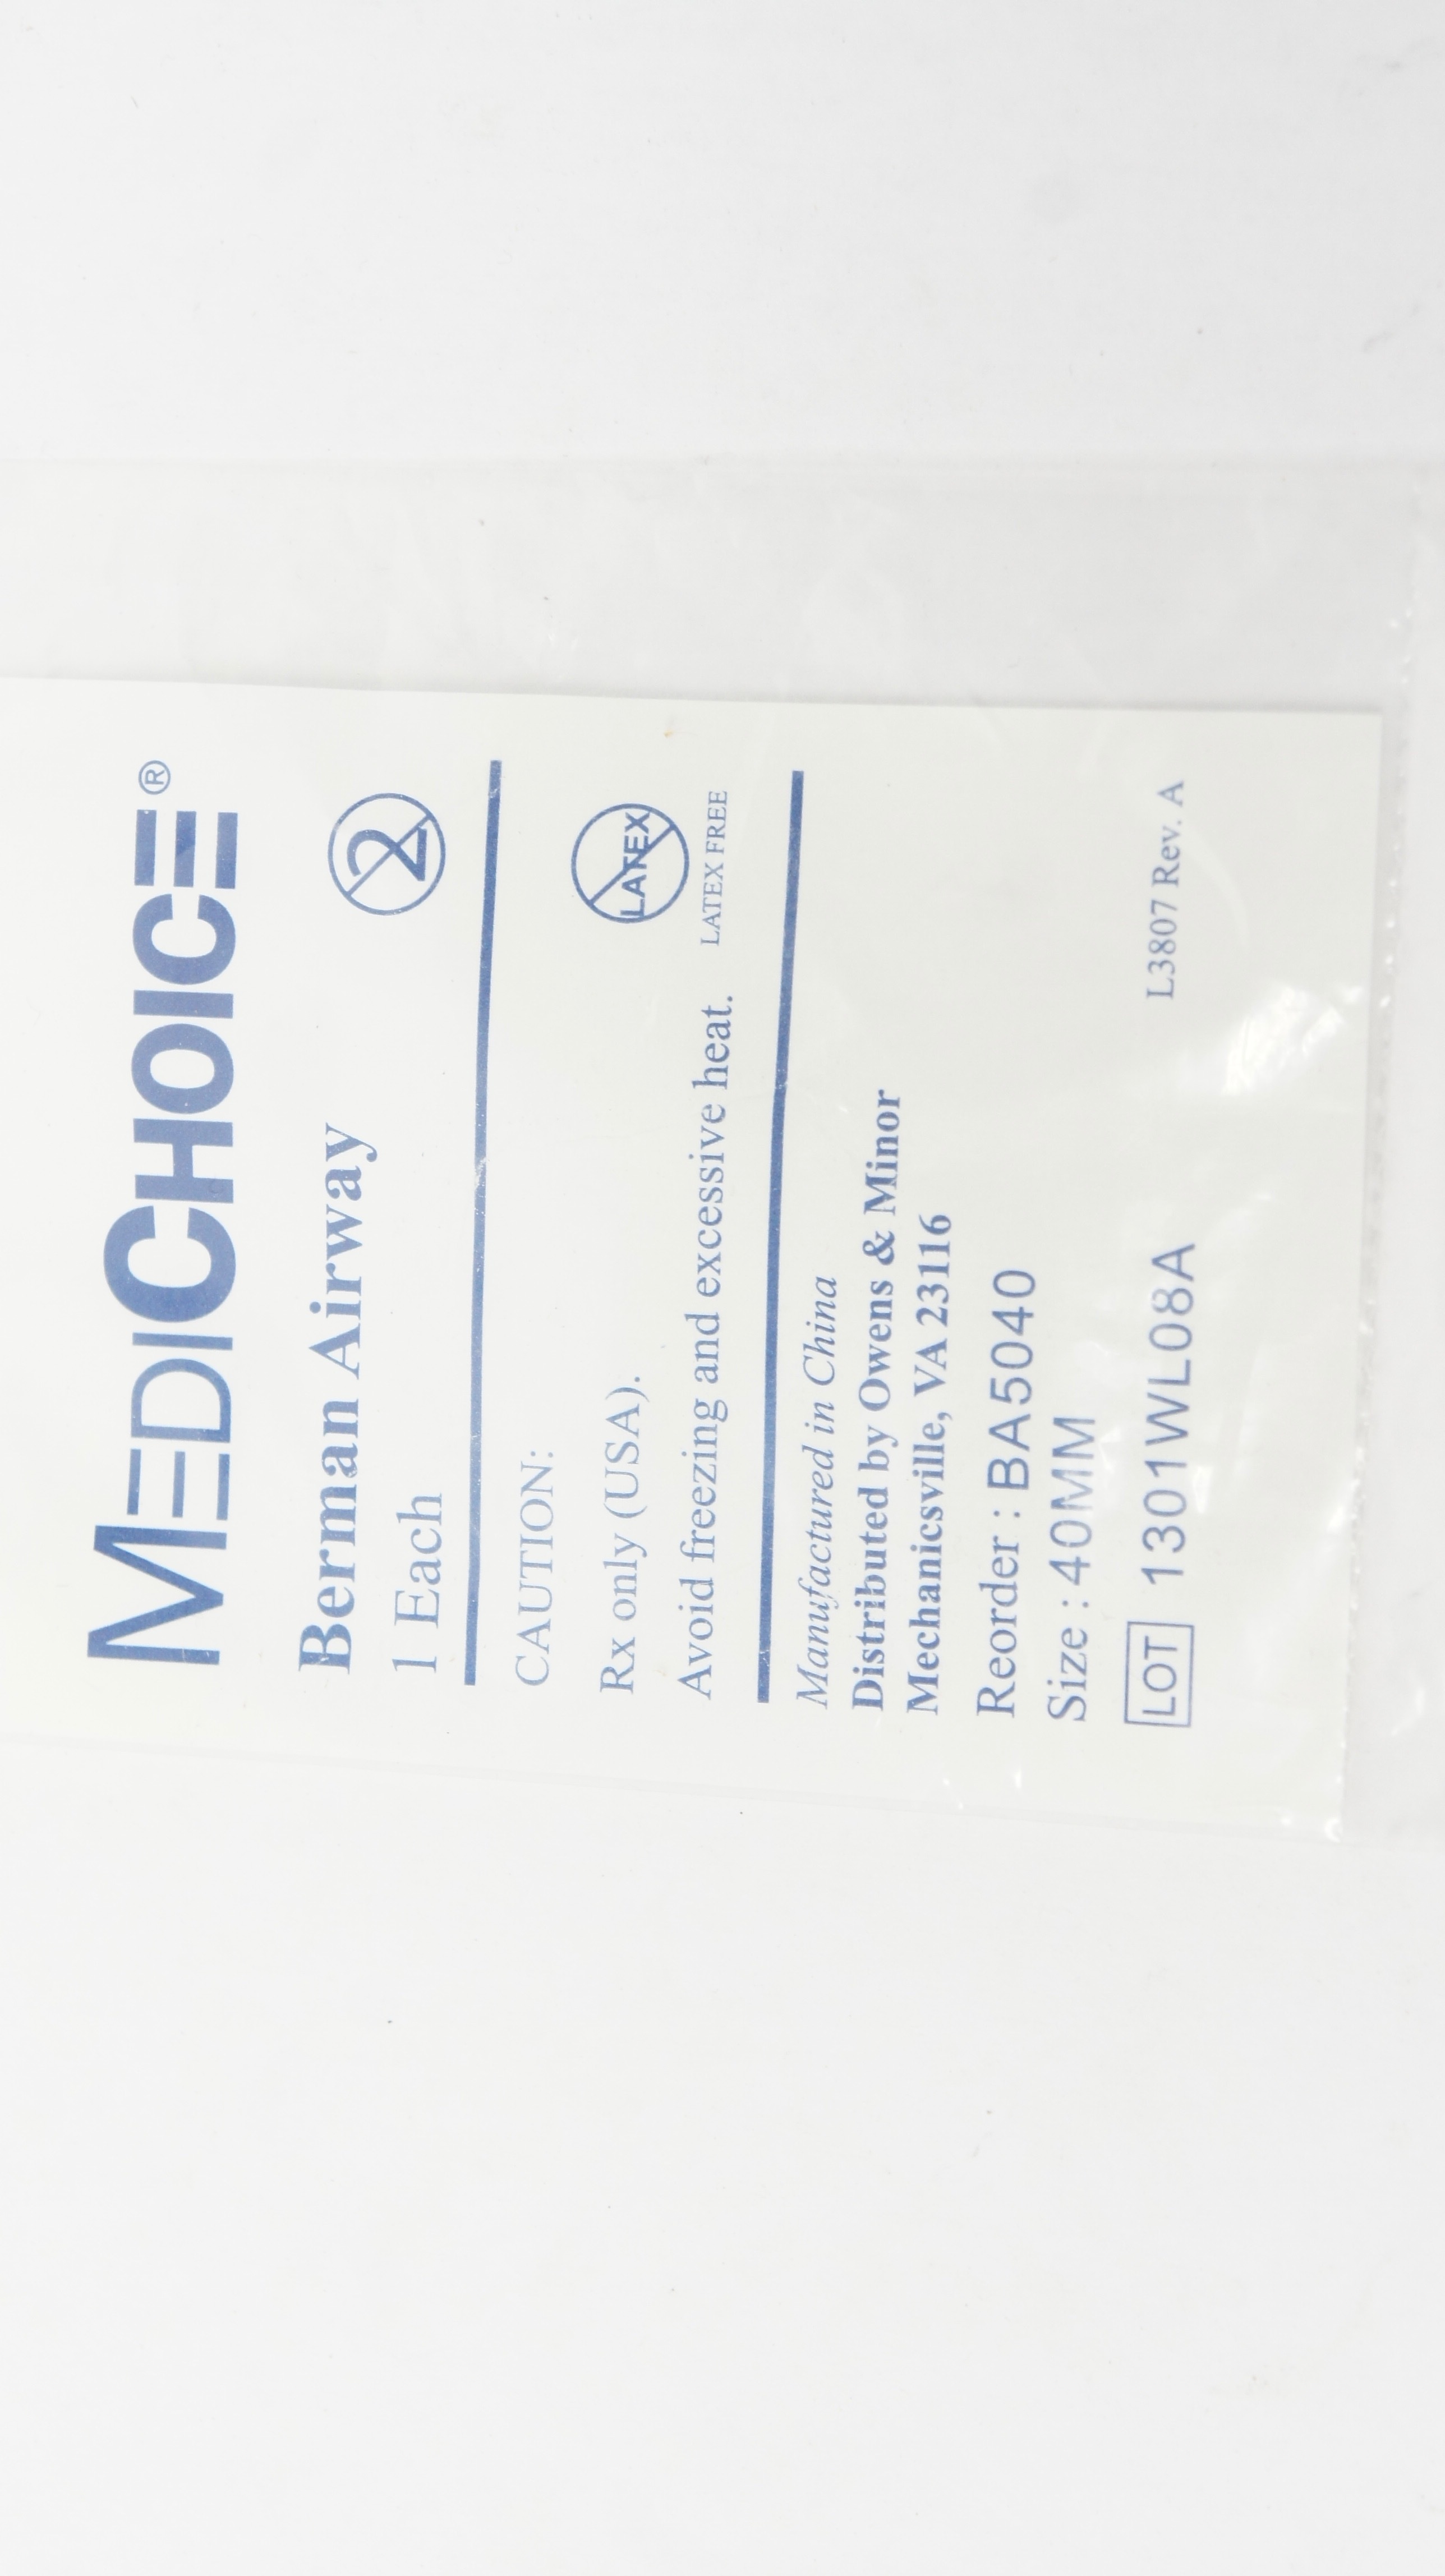 MEDICHOICE®
Berman Airway
1 Each
2
CAUTION:
Rx only (USA).
LATEX
Avoid freezing and excessive heat.
LATEX FREE
Manufactured in China
Distributed by Owens & Minor
Mechanicsville, VA 23116
Reorder : BA5040
Size : 40MM
LOT 1301WL08A
L3807 Rev. A